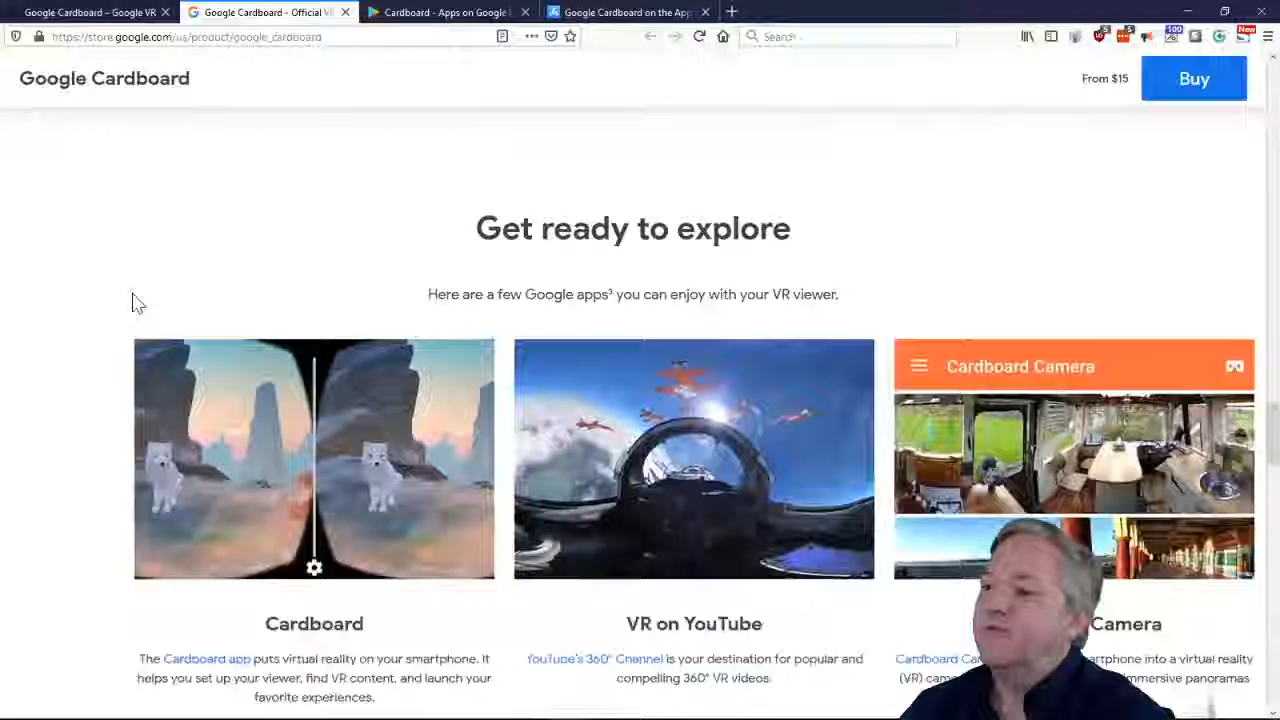 Google Cardboard – Google VR
Google Cardboard - Official V
Cardboard - Apps on Google
Google Cardboard on the App
https://store.google.com/us/product/google_cardboard
Search
100
New
Google Cardboard
From $15
Buy
Get ready to explore
Here are a few Google apps³ you can enjoy with your VR viewer.
Cardboard Camera
Cardboard
VR on YouTube
Camera
The Cardboard app puts virtual reality on your smartphone. It
helps you set up your viewer, find VR content, and launch your
favorite experiences.
YouTube's 360° Channel is your destination for popular and
compelling 360° VR videos.
Cardboard Ca artphone into a virtual reality
(VR) came immersive panoramas